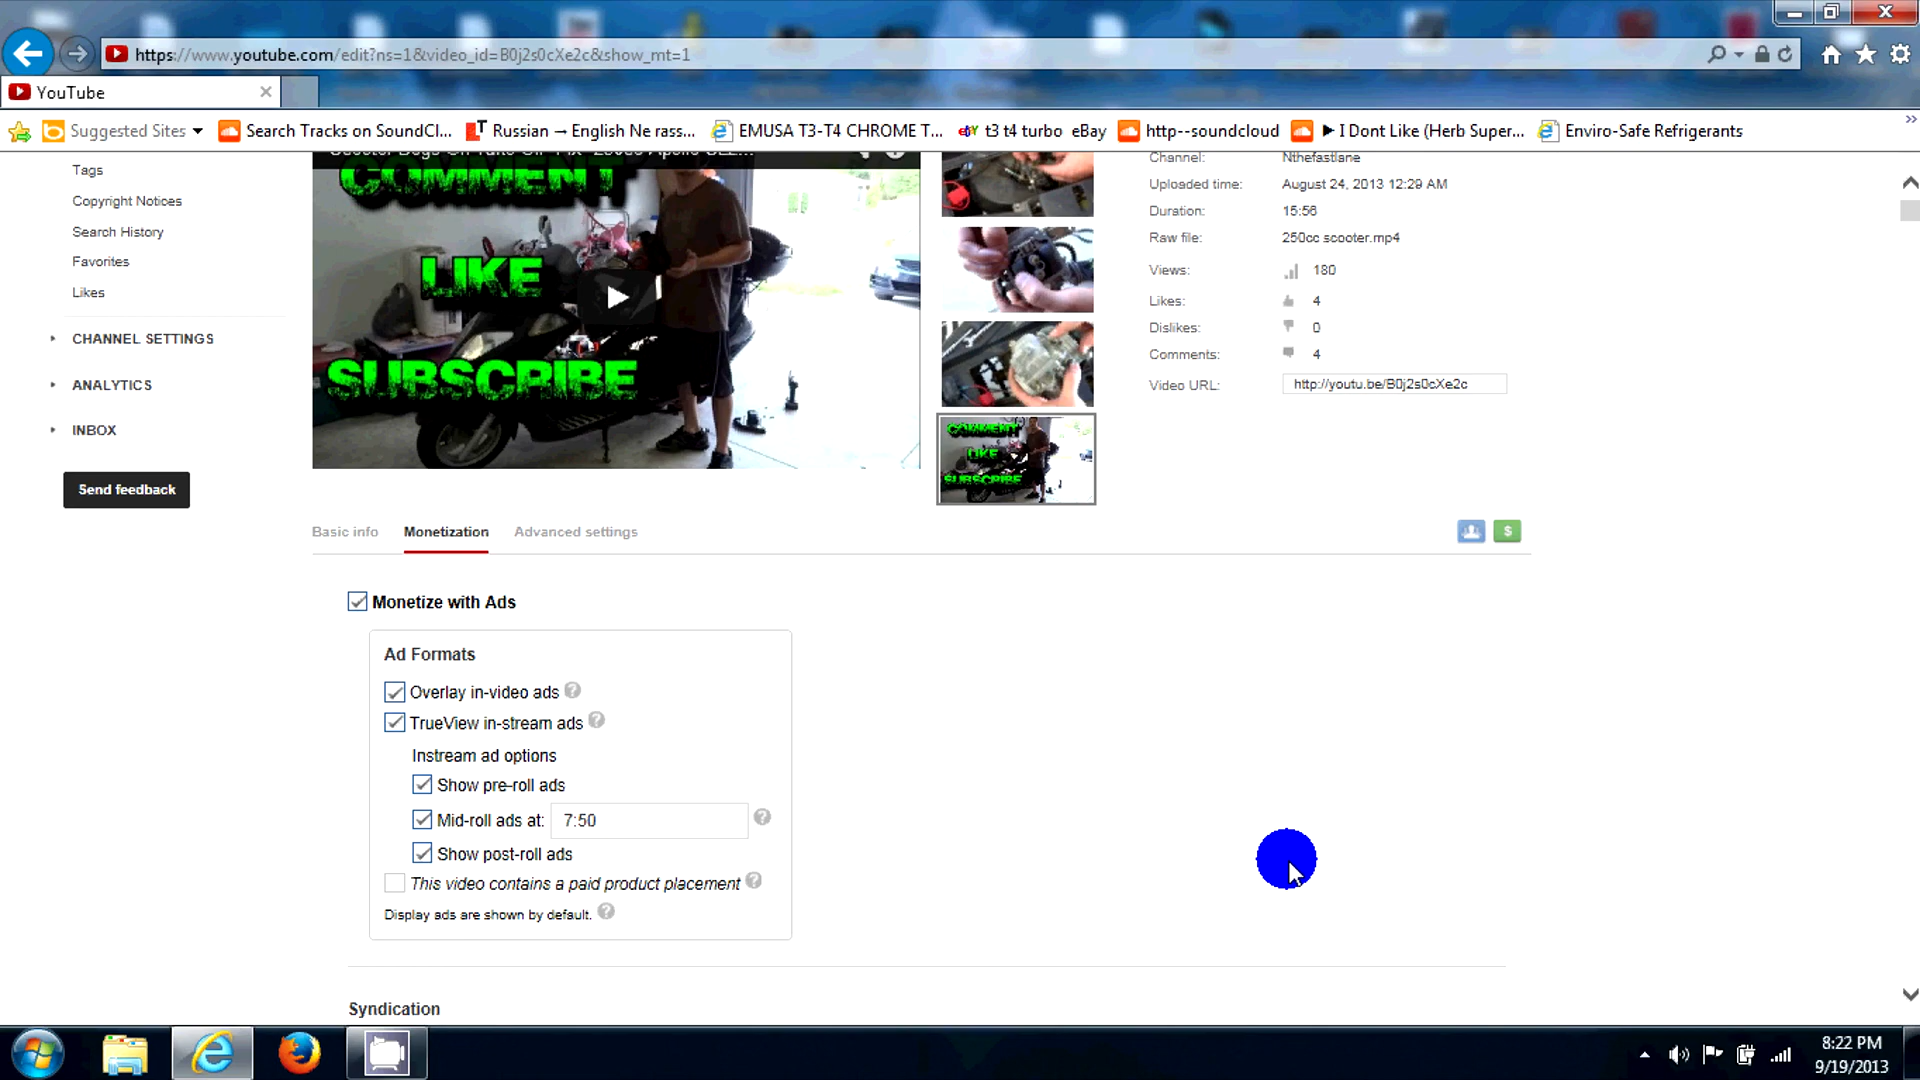 https://www.youtube.com/edit?ns=1&video_id=B0j2s0cXe2c&show_mt=1
YouTube
Suggested Sites
Search Tracks on SoundCl...
Russian → English Ne rass...
EMUSA T3-T4 CHROME T...
t3 t4 turbo eBay
http--soundcloud
► I Dont Like (Herb Super...
Enviro-Safe Refrigerants
Tags
Copyright Notices
Search History
Favorites
Likes
CHANNEL SETTINGS
ANALYTICS
INBOX
Send feedback
COMMENT
LIKE
SUBSCRIBE
COMMENT
LIKE
SUBSCRIBE
Channel: Nthefastlane
Uploaded time: August 24, 2013 12:29 AM
Duration: 15:56
Raw file: 250cc scooter.mp4
Views: 180
Likes: 4
Dislikes: 0
Comments: 4
Video URL: http://youtu.be/B0j2s0cXe2c
Basic info Monetization Advanced settings
$
Monetize with Ads
Ad Formats
Overlay in-video ads ?
TrueView in-stream ads ?
Instream ad options
Show pre-roll ads
Mid-roll ads at: 7:50 ?
Show post-roll ads
This video contains a paid product placement ?
Display ads are shown by default. ?
Syndication
8:22 PM
9/19/2013